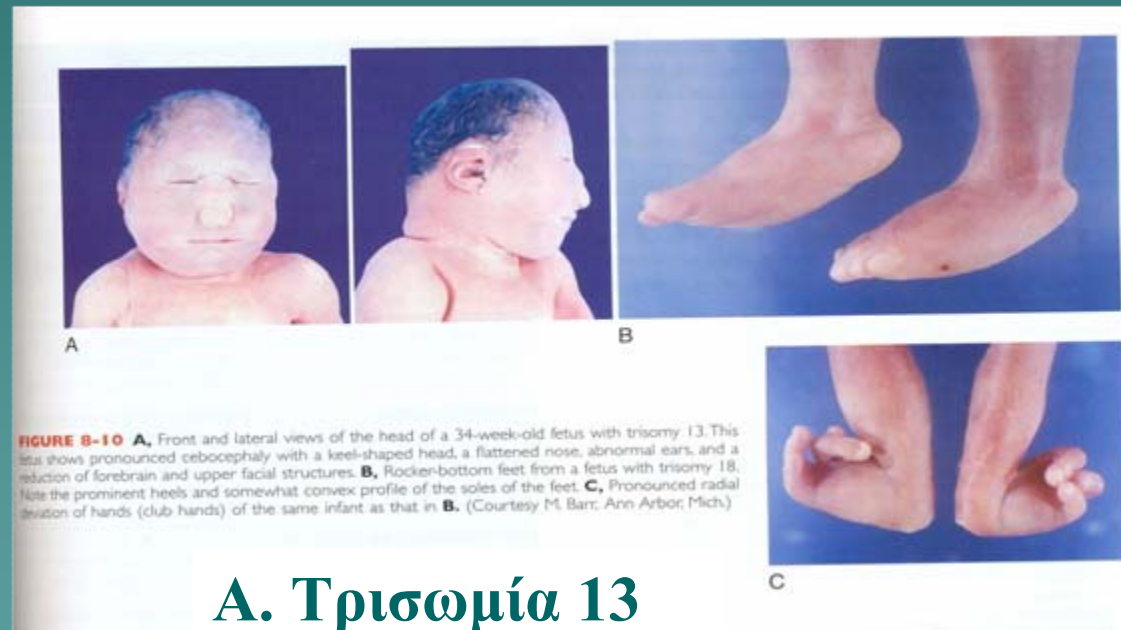 A
B
FIGURE 8-10 A, Front and lateral views of the head of a 34-week-old fetus with trisomy 13. This
fetus shows pronounced cebocephaly with a keel-shaped head, a flattened nose, abnormal ears, and a
reduction of forebrain and upper facial structures. B, Rocker-bottom feet from a fetus with trisomy 18.
Note the prominent heels and somewhat convex profile of the soles of the feet. C, Pronounced radial
deviation of hands (club hands) of the same infant as that in B. (Courtesy M. Barr, Ann Arbor, Mich.)
C
Α. Τρισωμία 13